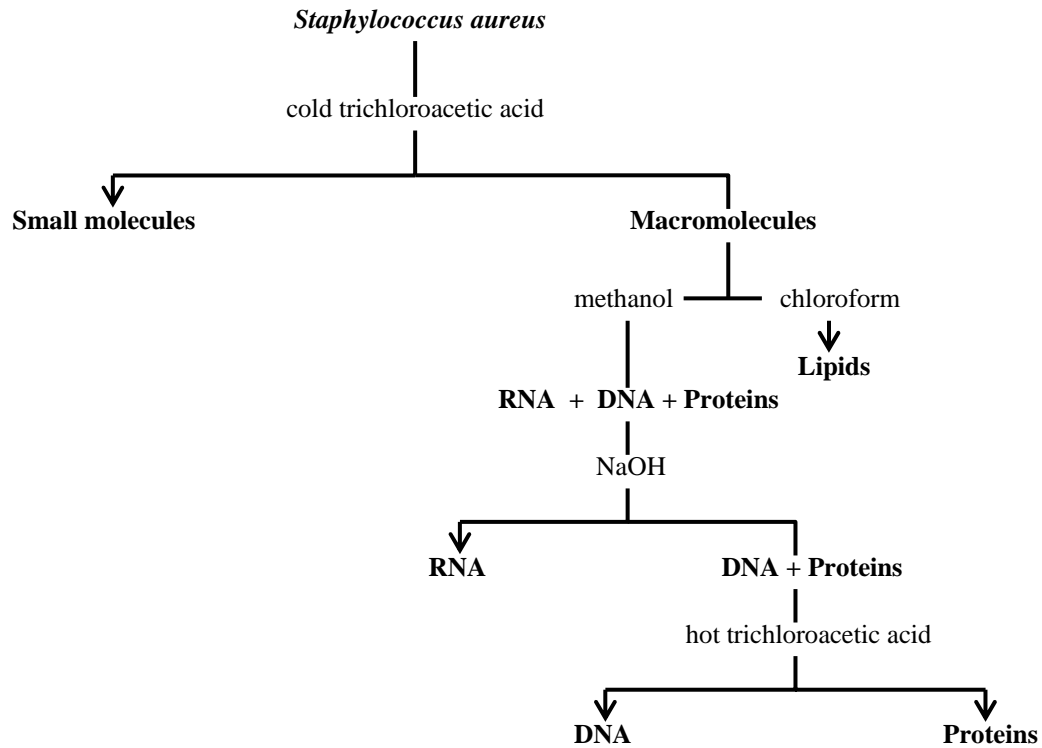 Staphylococcus aureus
cold trichloroacetic acid
Small molecules Macromolecules
methanol chloroform
Lipids
RNA + DNA + Proteins
NaOH
RNA DNA + Proteins
hot trichloroacetic acid
DNA Proteins